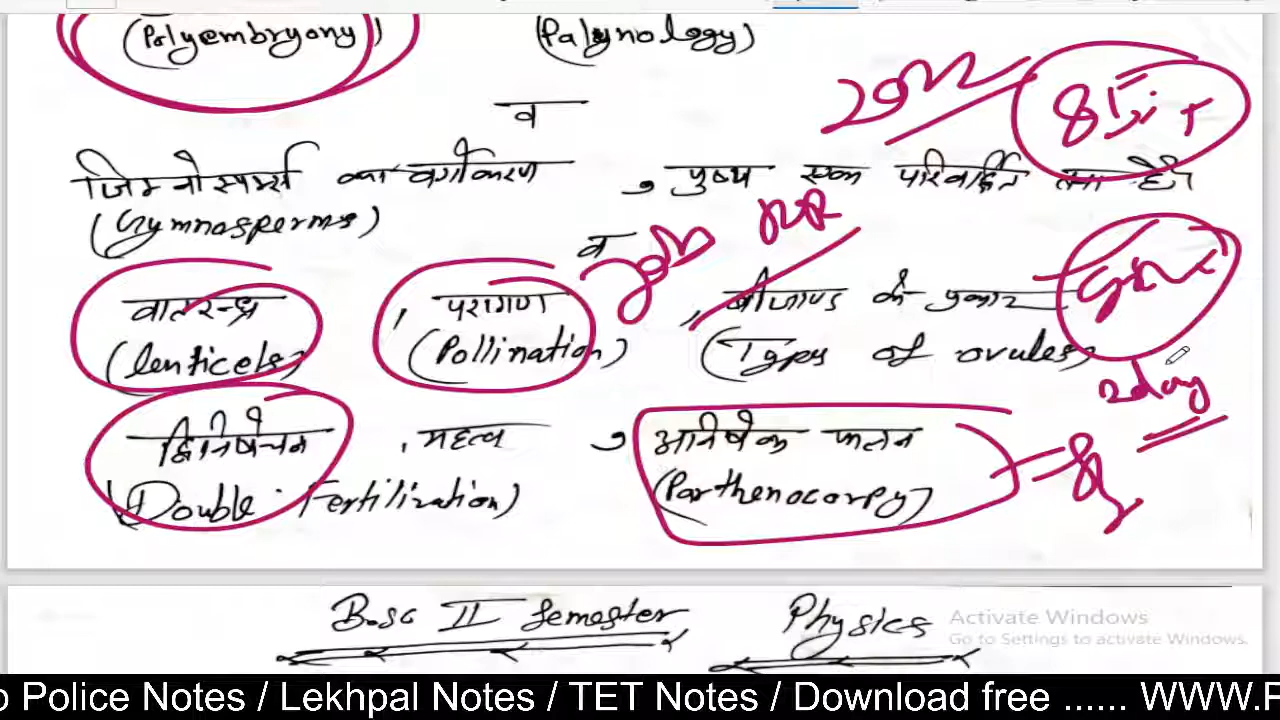 (Polyembryony) (Palynology)
व
जिम्नोस्पर्म्स का वर्गीकरण , पुष्प एक परिवर्तित तना है।
(Gymnosperms)
व
वातरन्ध्र , परागण , बीजाण्ड के प्रकार
(lenticels) (Pollination) (Types of ovules)
2day
द्विनिषेचन , महत्व , अनिषेक फलन
(Double Fertilization) (Parthenocarpy)
B.sc II Semester Physics
Activate Windows
Go to Settings to activate Windows.
o Police Notes / Lekhpal Notes / TET Notes / Download free ...... WWW.F